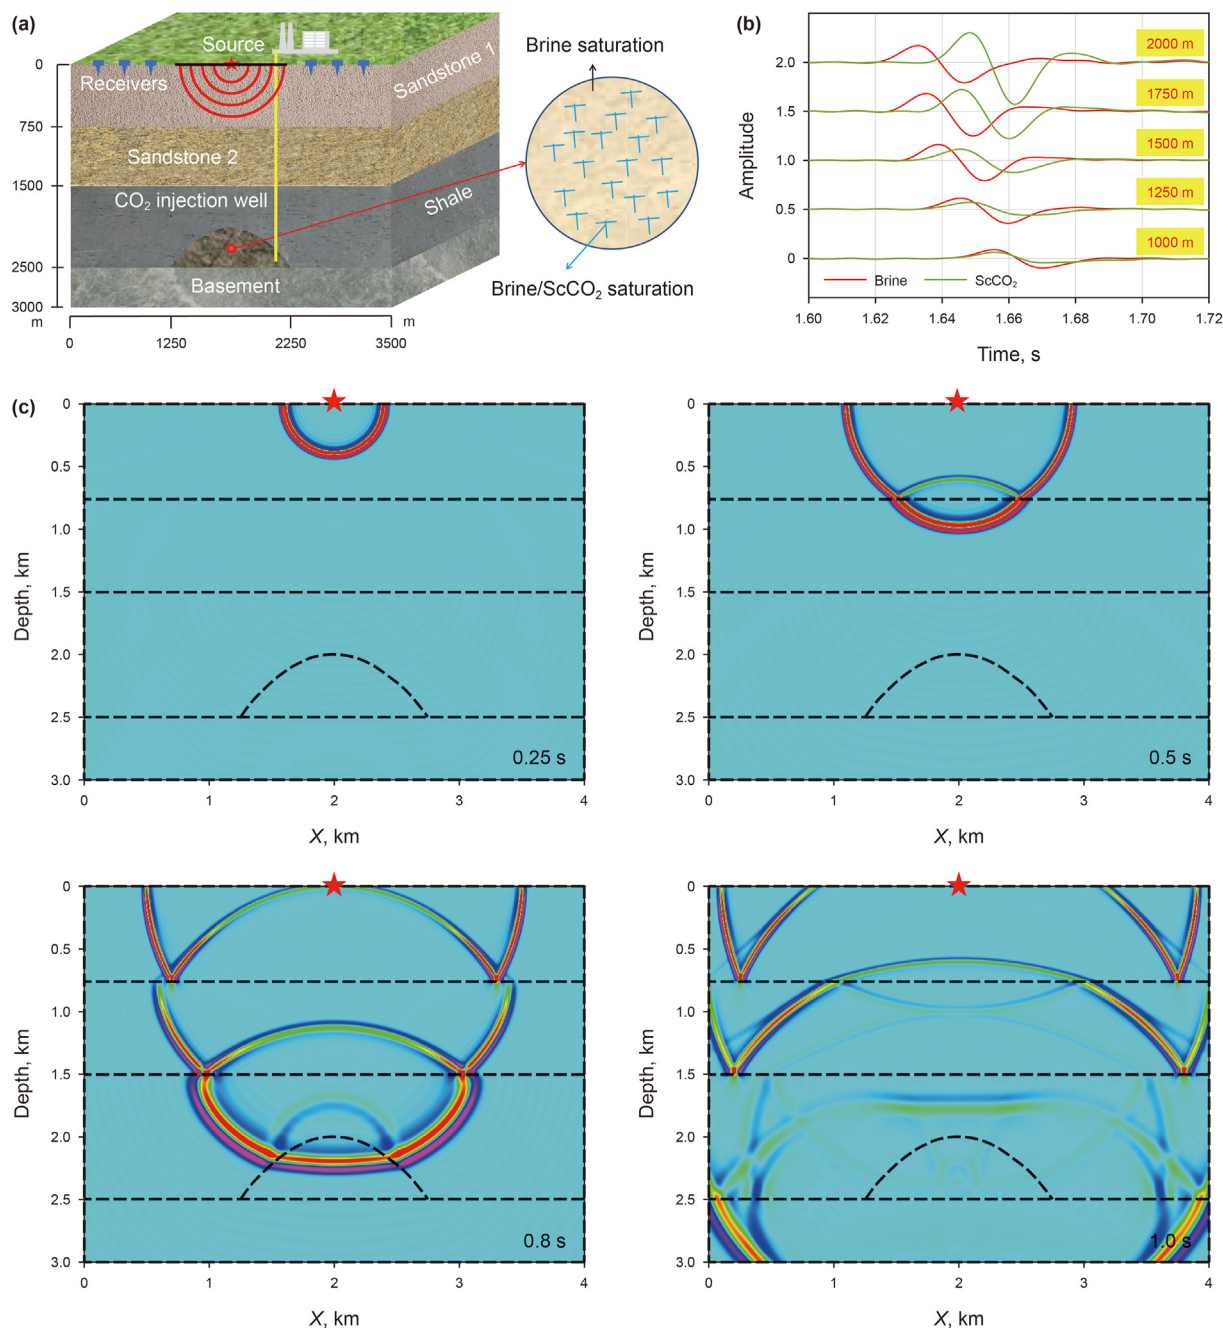 (a)
Source
Receivers
Sandstone 1
Sandstone 2
CO₂ injection well
Shale
Basement
0
750
1500
2500
3000
m
0
1250
2250
3500
m
Brine saturation
Brine/ScCO₂ saturation
(b)
Amplitude
2.0
1.5
1.0
0.5
0
2000 m
1750 m
1500 m
1250 m
1000 m
Brine
ScCO₂
1.60
1.62
1.64
1.66
1.68
1.70
1.72
Time, s
(c)
Depth, km
0
0.5
1.0
1.5
2.0
2.5
3.0
0.25 s
0
1
2
3
4
X, km
Depth, km
0
0.5
1.0
1.5
2.0
2.5
3.0
0.5 s
0
1
2
3
4
X, km
Depth, km
0
0.5
1.0
1.5
2.0
2.5
3.0
0.8 s
0
1
2
3
4
X, km
Depth, km
0
0.5
1.0
1.5
2.0
2.5
3.0
1.0 s
0
1
2
3
4
X, km